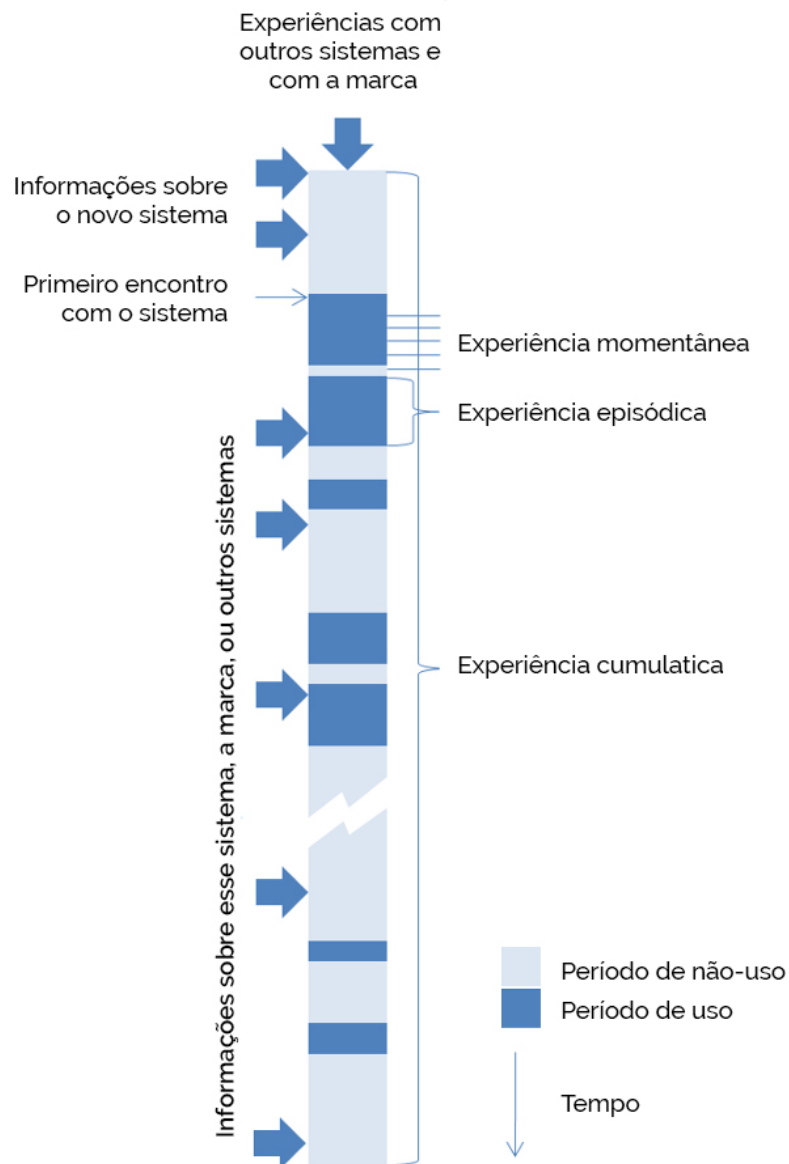 Experiências com
outros sistemas e
com a marca
Informações sobre
o novo sistema
Primeiro encontro
com o sistema
Experiência momentânea
Experiência episódica
Informações sobre esse sistema, a marca, ou outros sistemas
Experiência cumulatica
Período de não-uso
Período de uso
Tempo